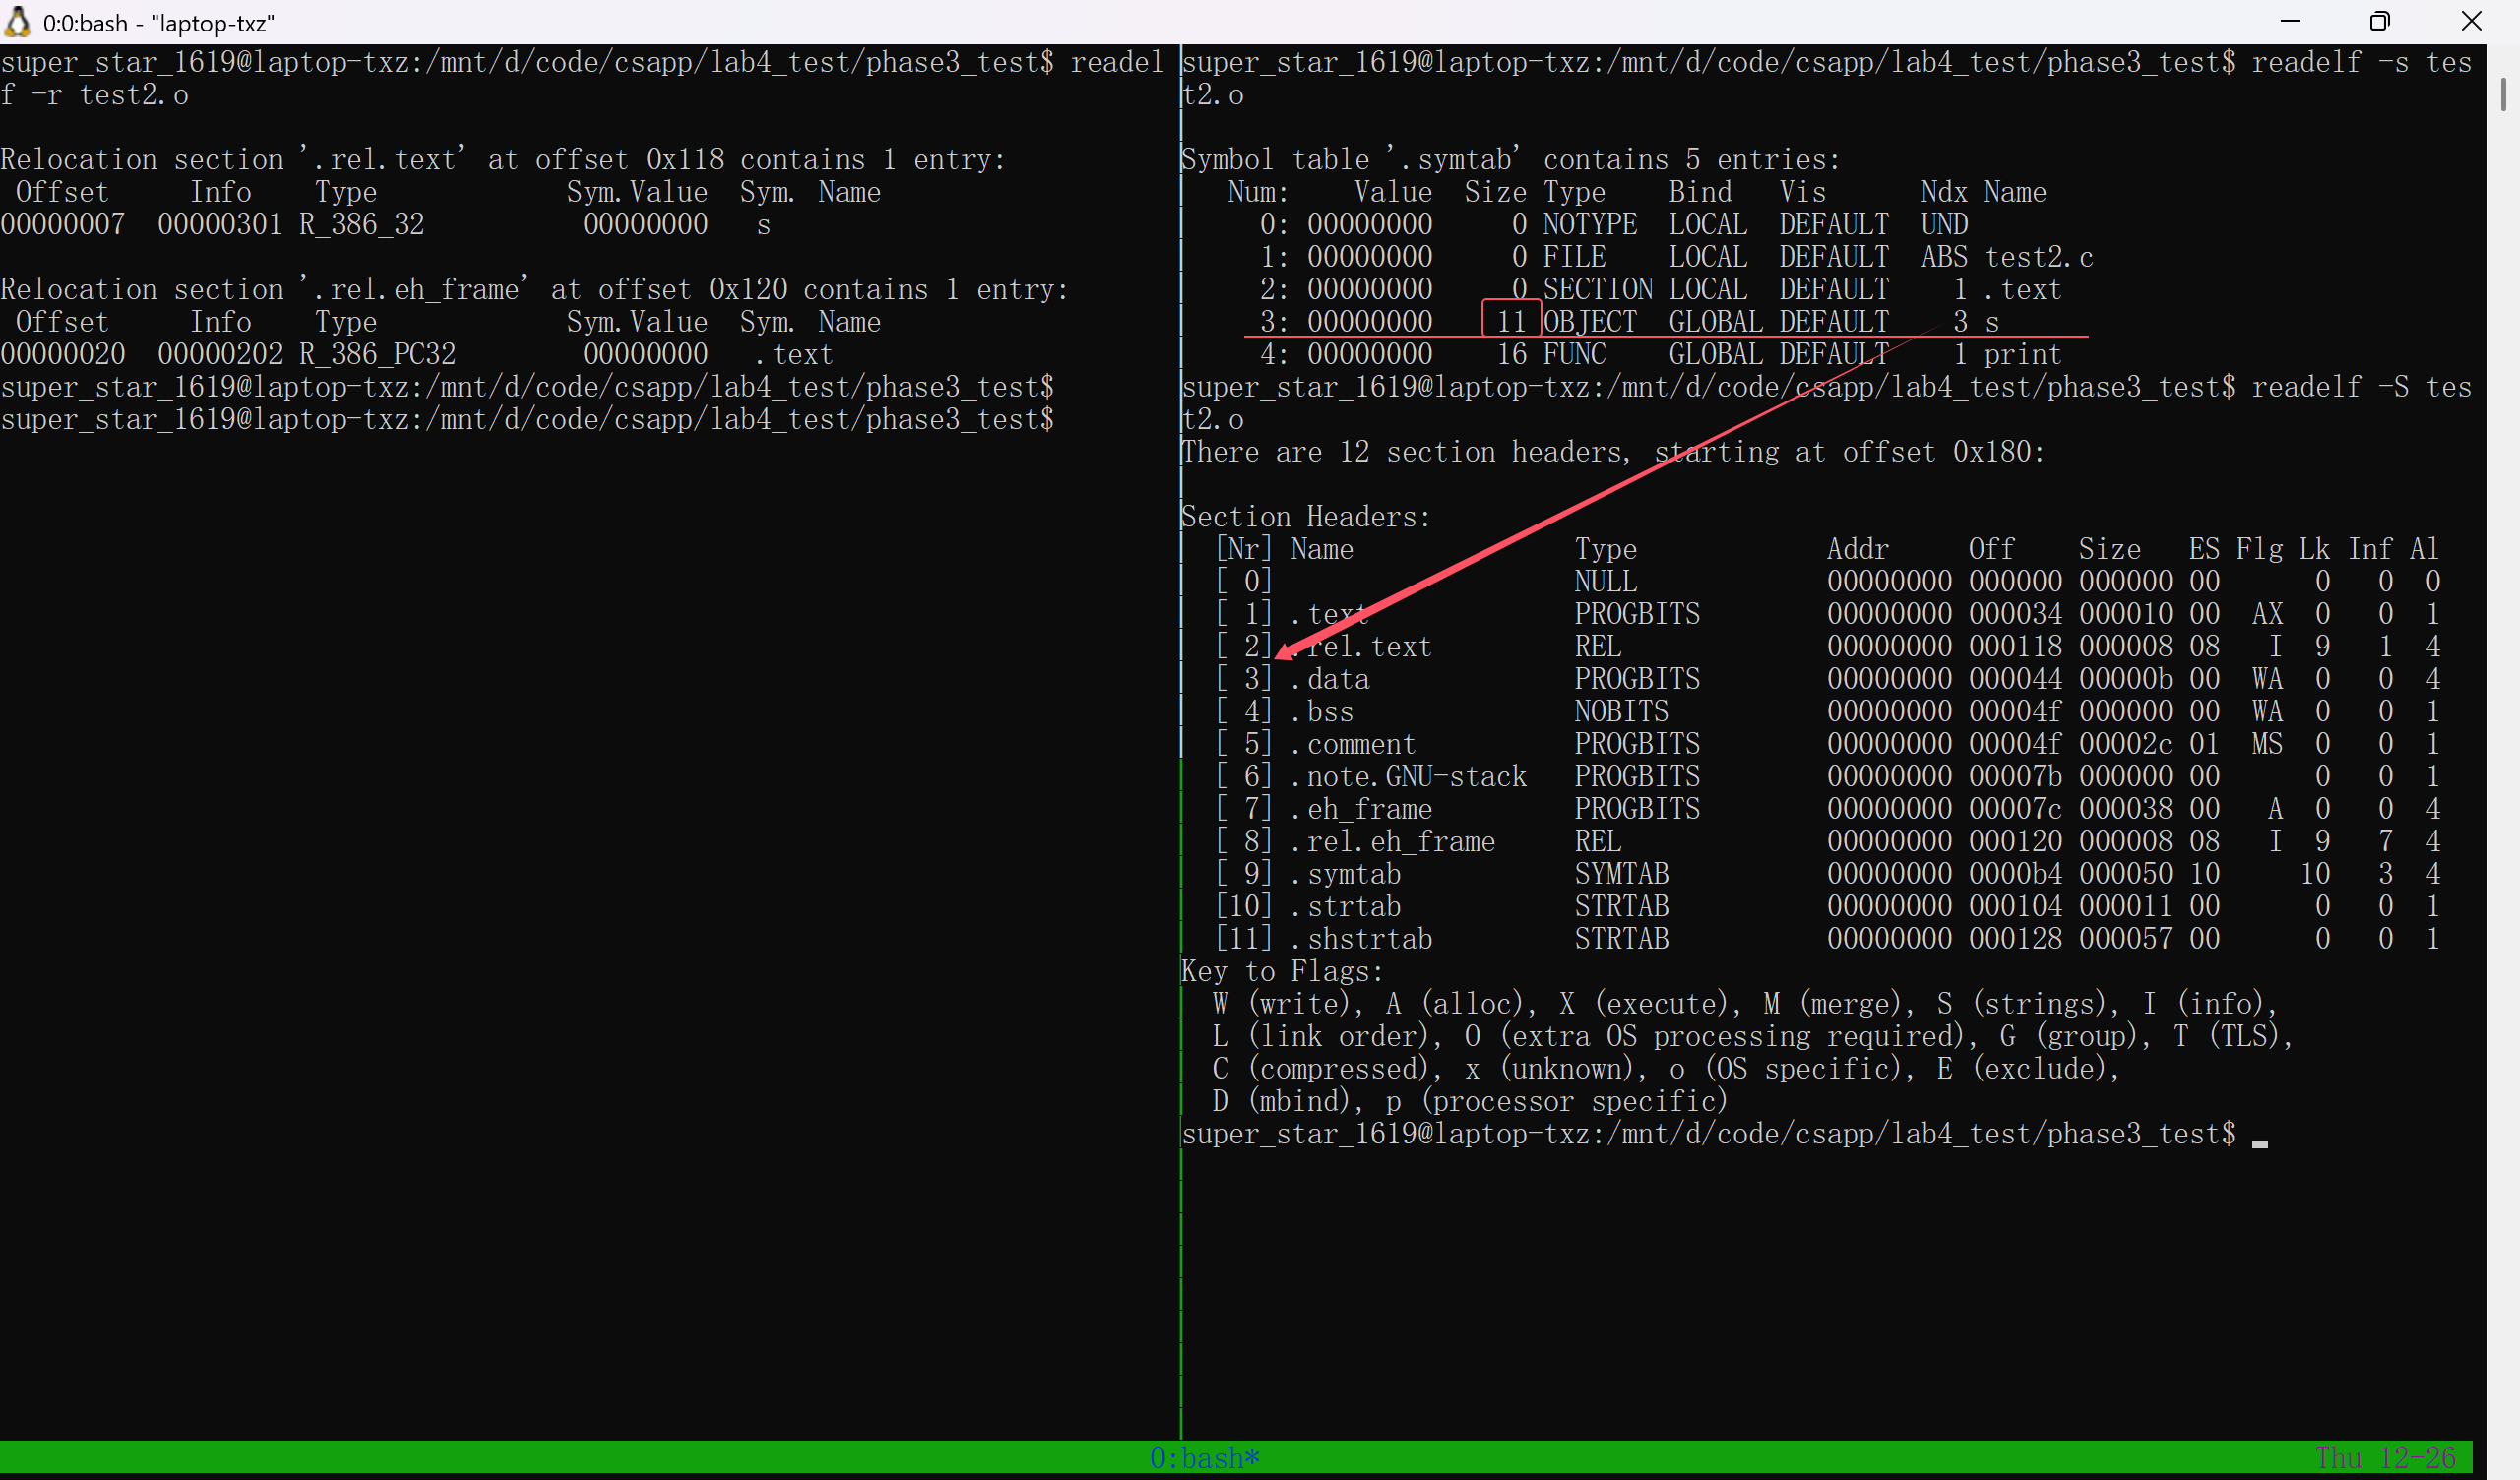 0:0:bash - "laptop-txz"
super_star_1619@laptop-txz:/mnt/d/code/csapp/lab4_test/phase3_test$ readel
f -r test2.o

Relocation section '.rel.text' at offset 0x118 contains 1 entry:
 Offset     Info    Type            Sym.Value  Sym. Name
00000007  00000301 R_386_32          00000000   s

Relocation section '.rel.eh_frame' at offset 0x120 contains 1 entry:
 Offset     Info    Type            Sym.Value  Sym. Name
00000020  00000202 R_386_PC32        00000000   .text
super_star_1619@laptop-txz:/mnt/d/code/csapp/lab4_test/phase3_test$
super_star_1619@laptop-txz:/mnt/d/code/csapp/lab4_test/phase3_test$
super_star_1619@laptop-txz:/mnt/d/code/csapp/lab4_test/phase3_test$ readelf -s tes
t2.o

Symbol table '.symtab' contains 5 entries:
   Num:    Value  Size Type    Bind   Vis      Ndx Name
     0: 00000000     0 NOTYPE  LOCAL  DEFAULT  UND
     1: 00000000     0 FILE    LOCAL  DEFAULT  ABS test2.c
     2: 00000000     0 SECTION LOCAL  DEFAULT    1 .text
     3: 00000000    11 OBJECT  GLOBAL DEFAULT    3 s
     4: 00000000    16 FUNC    GLOBAL DEFAULT    1 print
super_star_1619@laptop-txz:/mnt/d/code/csapp/lab4_test/phase3_test$ readelf -S tes
t2.o
There are 12 section headers, starting at offset 0x180:

Section Headers:
  [Nr] Name              Type            Addr     Off    Size   ES Flg Lk Inf Al
  [ 0]                   NULL            00000000 000000 000000 00      0   0  0
  [ 1] .text             PROGBITS        00000000 000034 000010 00  AX  0   0  1
  [ 2] .rel.text         REL             00000000 000118 000008 08   I  9   1  4
  [ 3] .data             PROGBITS        00000000 000044 00000b 00  WA  0   0  4
  [ 4] .bss              NOBITS          00000000 00004f 000000 00  WA  0   0  1
  [ 5] .comment          PROGBITS        00000000 00004f 00002c 01  MS  0   0  1
  [ 6] .note.GNU-stack   PROGBITS        00000000 00007b 000000 00      0   0  1
  [ 7] .eh_frame         PROGBITS        00000000 00007c 000038 00   A  0   0  4
  [ 8] .rel.eh_frame     REL             00000000 000120 000008 08   I  9   7  4
  [ 9] .symtab           SYMTAB          00000000 0000b4 000050 10     10   3  4
  [10] .strtab           STRTAB          00000000 000104 000011 00      0   0  1
  [11] .shstrtab         STRTAB          00000000 000128 000057 00      0   0  1
Key to Flags:
  W (write), A (alloc), X (execute), M (merge), S (strings), I (info),
  L (link order), O (extra OS processing required), G (group), T (TLS),
  C (compressed), x (unknown), o (OS specific), E (exclude),
  D (mbind), p (processor specific)
super_star_1619@laptop-txz:/mnt/d/code/csapp/lab4_test/phase3_test$
0:bash*
Thu 12-26